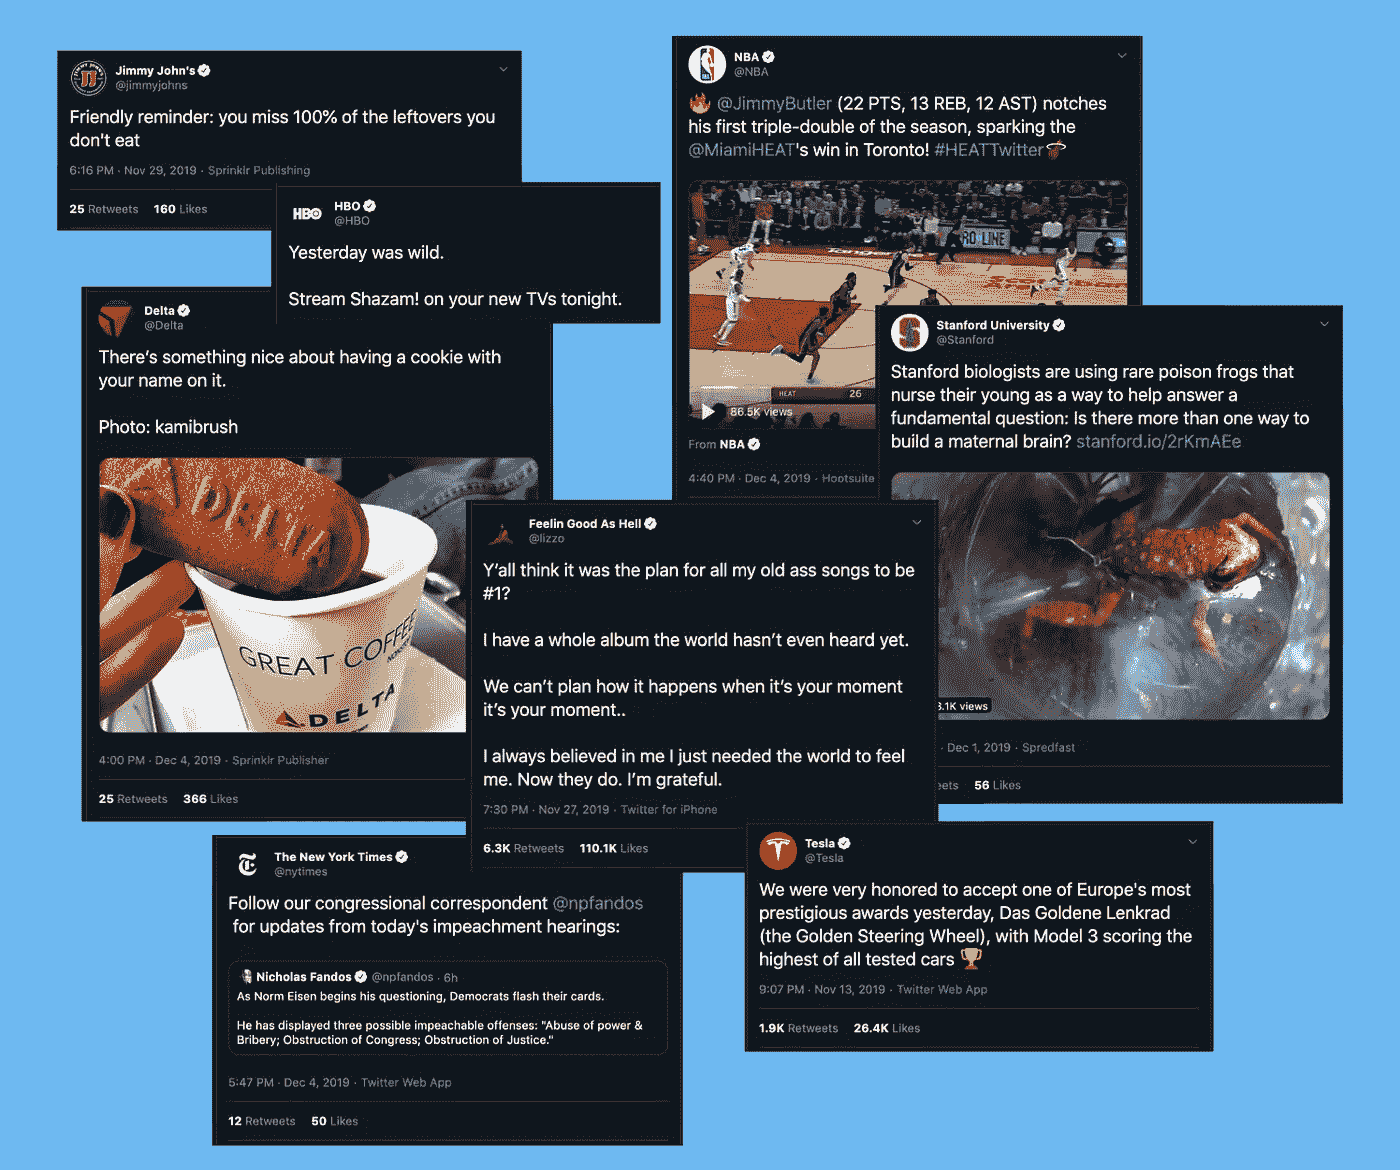 Jimmy John's
@jimmyjohns
Friendly reminder: you miss 100% of the leftovers you
don't eat
6:16 PM · Nov 29, 2019 · Sprinklr Publishing
25 Retweets 160 Likes
HBO
HBO
@HBO
Yesterday was wild.
Stream Shazam! on your new TVs tonight.
NBA
@NBA
🔥 @JimmyButler (22 PTS, 13 REB, 12 AST) notches
his first triple-double of the season, sparking the
@MiamiHEAT's win in Toronto! #HEATTwitter
HEAT 26
86.5K views
From NBA
4:40 PM · Dec 4, 2019 · Hootsuite
Delta
@Delta
There's something nice about having a cookie with
your name on it.
Photo: kamibrush
DELTA
GREAT COFFEE
DELTA
4:00 PM · Dec 4, 2019 · Sprinklr Publisher
25 Retweets 366 Likes
Stanford University
@Stanford
Stanford biologists are using rare poison frogs that
nurse their young as a way to help answer a
fundamental question: Is there more than one way to
build a maternal brain? stanford.io/2rKmAEe
3.1K views
· Dec 1, 2019 · Spredfast
eets 56 Likes
Feelin Good As Hell
@lizzo
Y'all think it was the plan for all my old ass songs to be
#1?
I have a whole album the world hasn't even heard yet.
We can't plan how it happens when it's your moment
it's your moment..
I always believed in me I just needed the world to feel
me. Now they do. I'm grateful.
7:30 PM · Nov 27, 2019 · Twitter for iPhone
6.3K Retweets 110.1K Likes
The New York Times
@nytimes
Follow our congressional correspondent @npfandos
for updates from today's impeachment hearings:
Nicholas Fandos @npfandos · 6h
As Norm Eisen begins his questioning, Democrats flash their cards.
He has displayed three possible impeachable offenses: "Abuse of power &
Bribery; Obstruction of Congress; Obstruction of Justice."
5:47 PM · Dec 4, 2019 · Twitter Web App
12 Retweets 50 Likes
Tesla
@Tesla
We were very honored to accept one of Europe's most
prestigious awards yesterday, Das Goldene Lenkrad
(the Golden Steering Wheel), with Model 3 scoring the
highest of all tested cars 🏆
9:07 PM · Nov 13, 2019 · Twitter Web App
1.9K Retweets 26.4K Likes